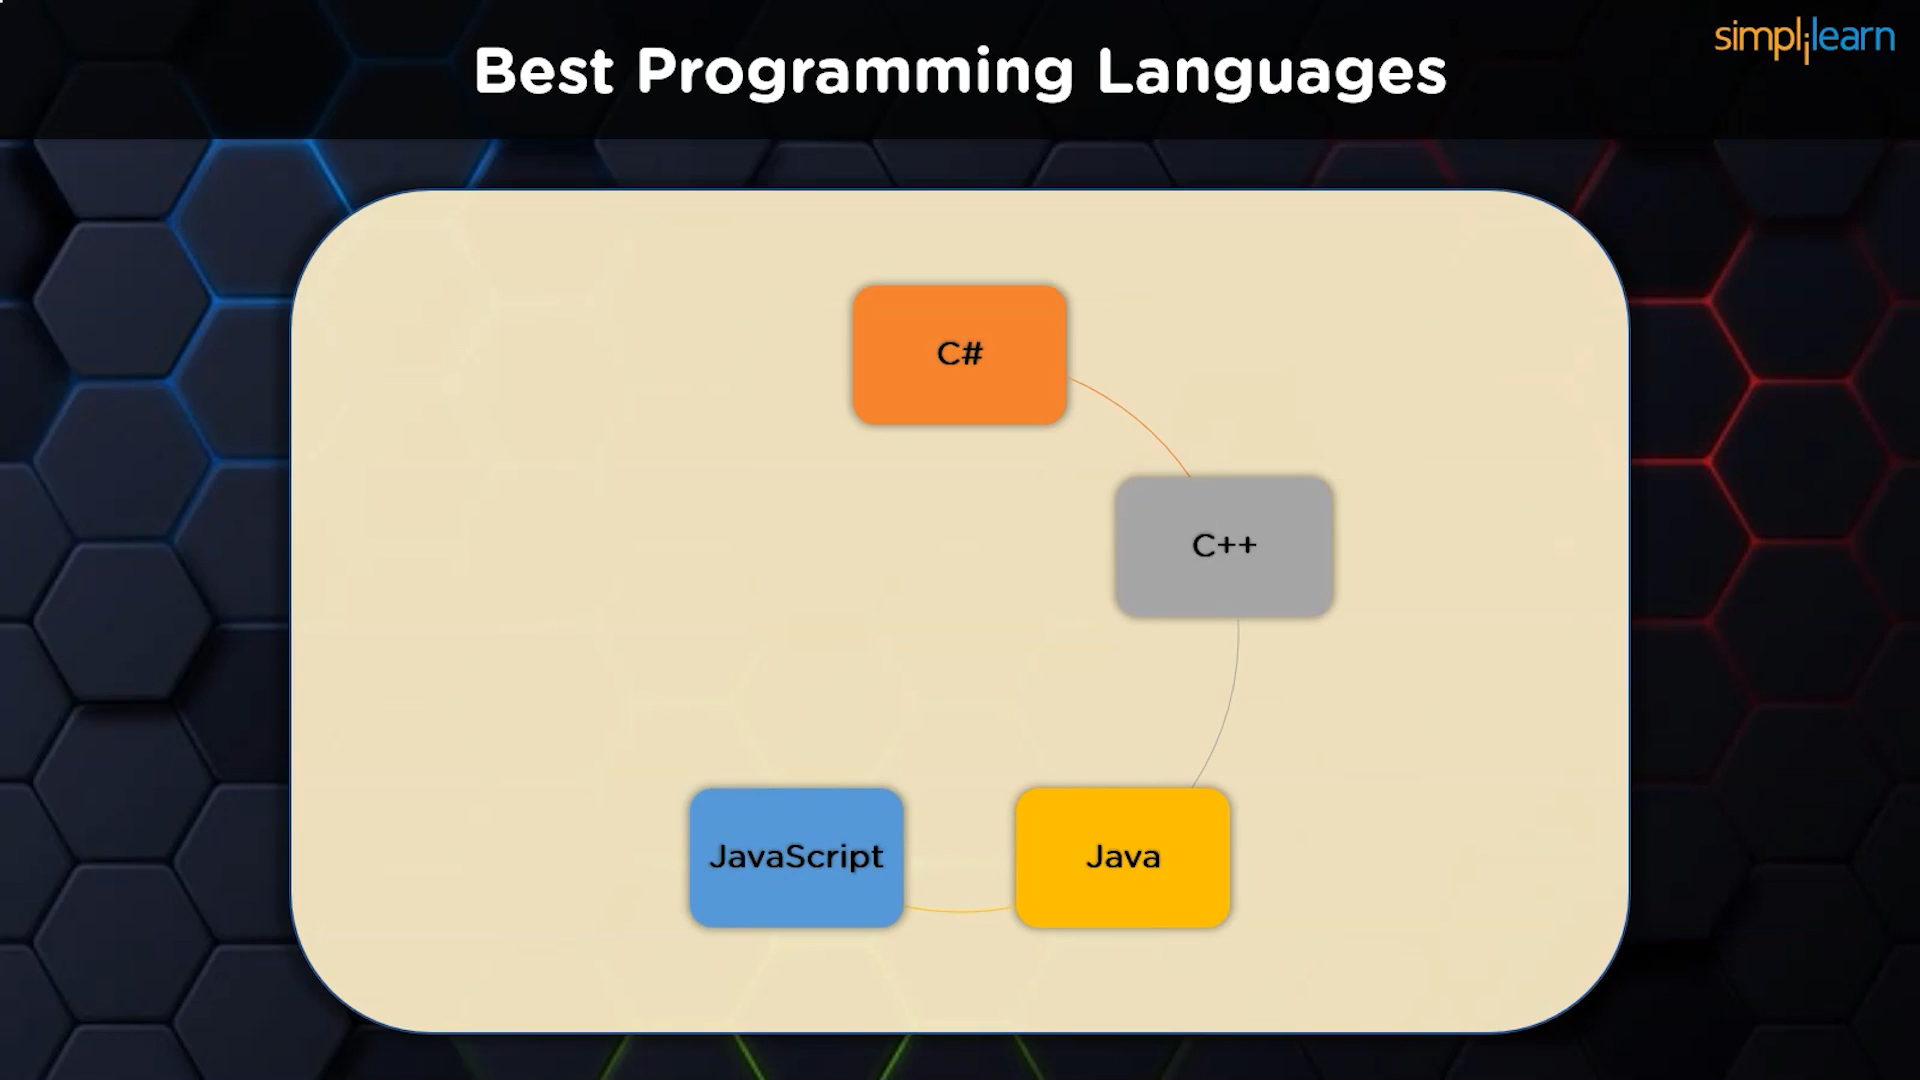 Best Programming Languages
simplilearn
C#
C++
JavaScript
Java